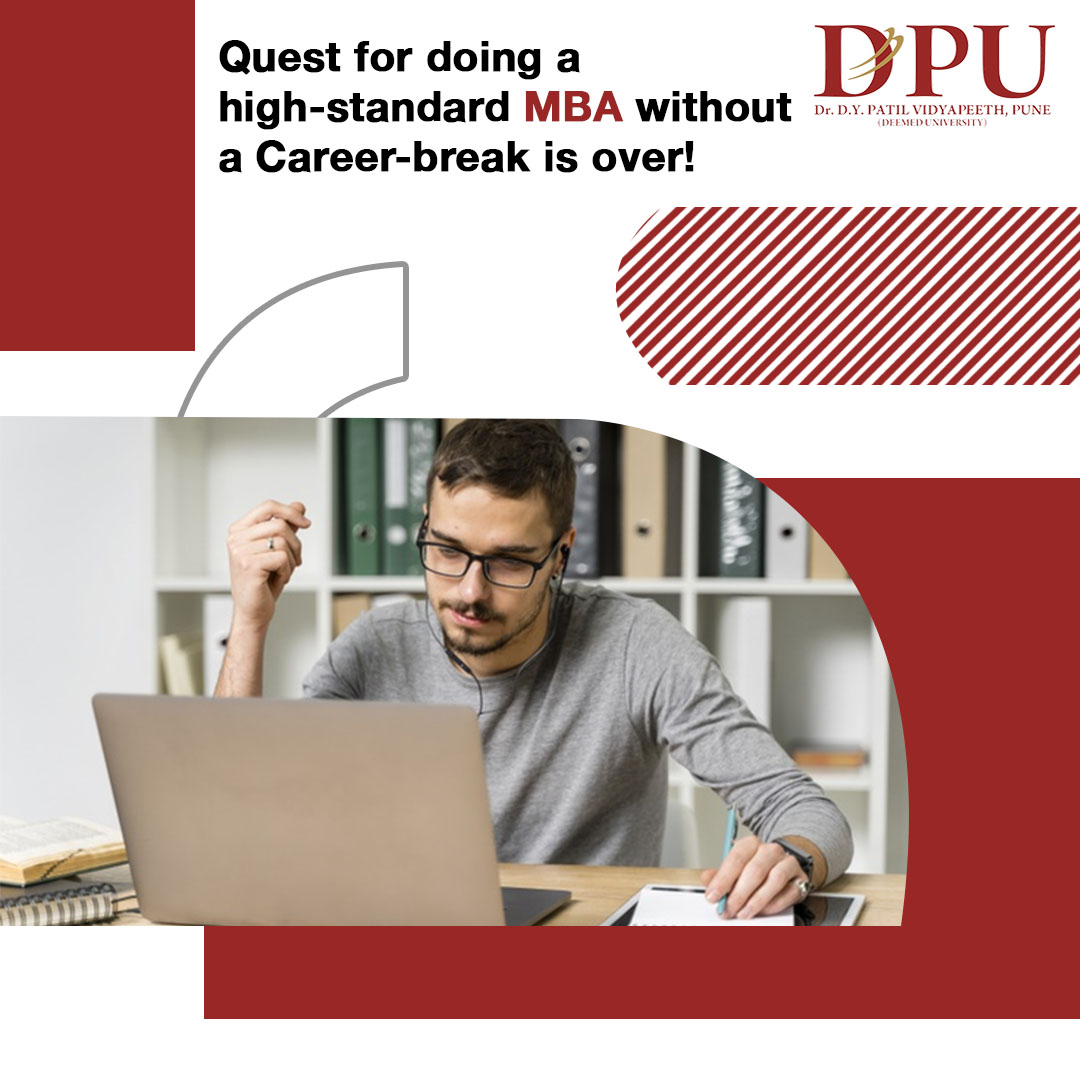 Quest for doing a
high-standard MBA without
a Career-break is over!
DPU
Dr. D.Y. PATIL VIDYAPEETH, PUNE
(DEEMED UNIVERSITY)